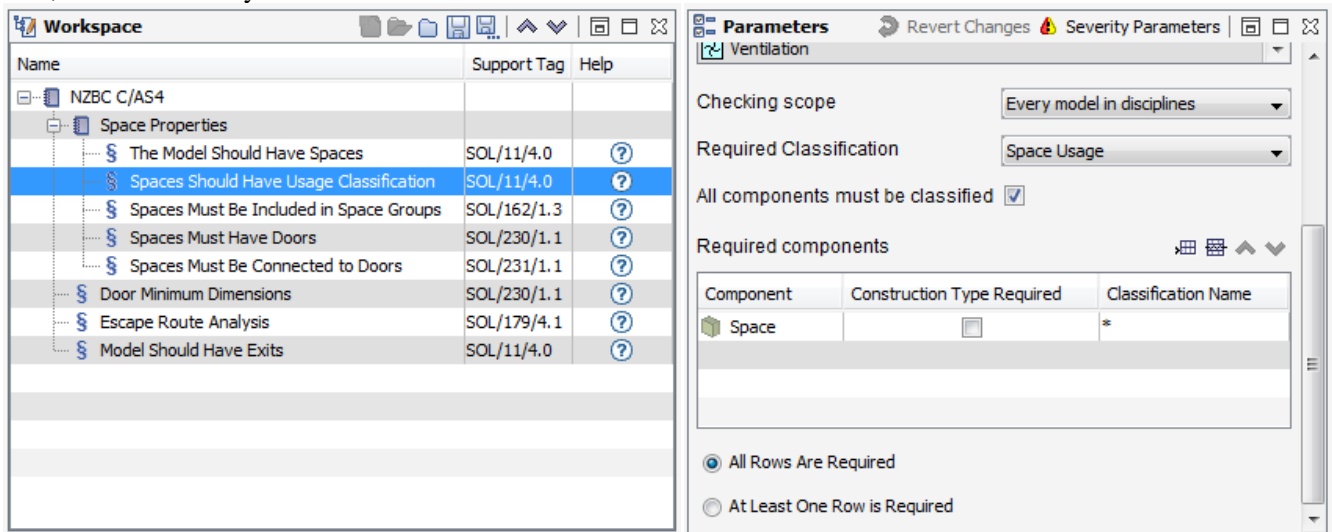 Workspace
Name Support Tag Help
NZBC C/AS4
Space Properties
§ The Model Should Have Spaces SOL/11/4.0 ?
§ Spaces Should Have Usage Classification SOL/11/4.0 ?
§ Spaces Must Be Included in Space Groups SOL/162/1.3 ?
§ Spaces Must Have Doors SOL/230/1.1 ?
§ Spaces Must Be Connected to Doors SOL/231/1.1 ?
§ Door Minimum Dimensions SOL/230/1.1 ?
§ Escape Route Analysis SOL/179/4.1 ?
§ Model Should Have Exits SOL/11/4.0 ?
Parameters Revert Changes Severity Parameters
Ventilation
Checking scope Every model in disciplines
Required Classification Space Usage
All components must be classified
Required components
Component Construction Type Required Classification Name
Space *
All Rows Are Required
At Least One Row is Required